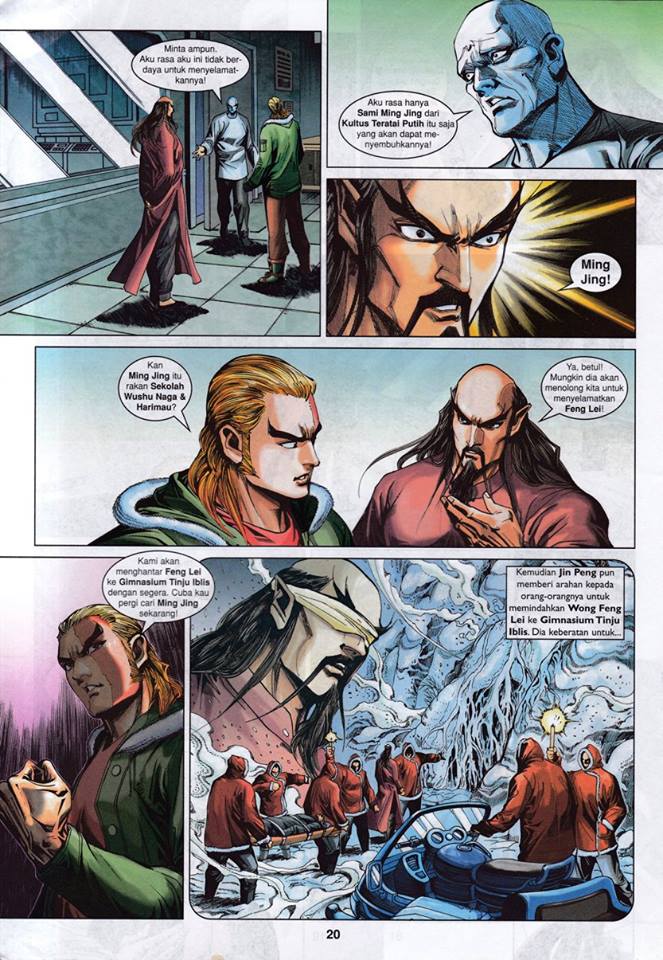 Minta ampun.
Aku rasa aku ini tidak ber-
daya untuk menyelamat-
kannya!
Aku rasa hanya
Sami Ming Jing dari
Kultus Teratai Putih itu saja
yang akan dapat me-
nyembuhkannya!
Ming
Jing!
Kan
Ming Jing itu
rakan Sekolah
Wushu Naga &
Harimau?
Ya, betul!
Mungkin dia akan
menolong kita untuk
menyelamatkan
Feng Lei!
Kami akan
menghantar Feng Lei
ke Gimnasium Tinju Iblis
dengan segera. Cuba kau
pergi cari Ming Jing
sekarang!
Kemudian Jin Peng pun
memberi arahan kepada
orang-orangnya untuk
memindahkan Wong Feng
Lei ke Gimnasium Tinju
Iblis. Dia keberatan untuk...
20